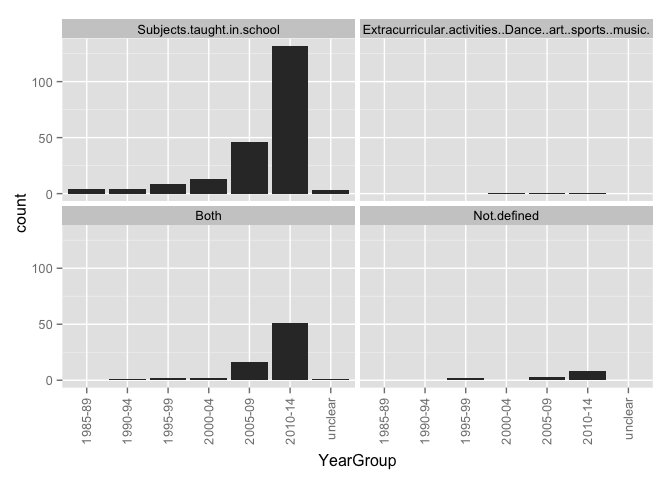 Subjects.taught.in.school
Extracurricular.activities..Dance..art..sports..music.
100
50
0
Both
Not.defined
100
50
0
count
1985-89
1990-94
1995-99
2000-04
2005-09
2010-14
unclear
1985-89
1990-94
1995-99
2000-04
2005-09
2010-14
unclear
YearGroup